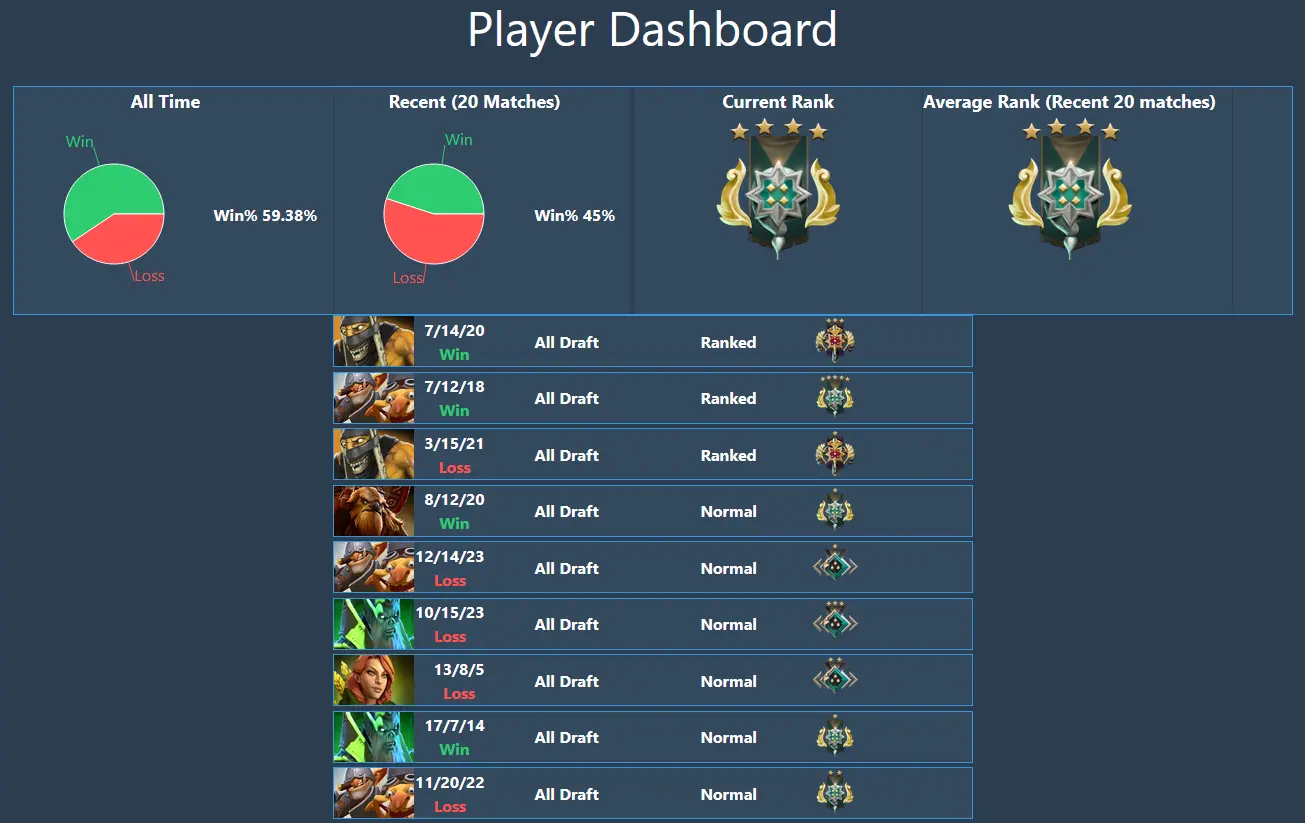 Player Dashboard
All Time
Recent (20 Matches)
Current Rank
Average Rank (Recent 20 matches)
Win
Win% 59.38%
Loss
Win
Win% 45%
Loss
7/14/20 All Draft Ranked
Win
7/12/18 All Draft Ranked
Win
3/15/21 All Draft Ranked
Loss
8/12/20 All Draft Normal
Win
12/14/23 All Draft Normal
Loss
10/15/23 All Draft Normal
Loss
13/8/5 All Draft Normal
Loss
17/7/14 All Draft Normal
Win
11/20/22 All Draft Normal
Loss